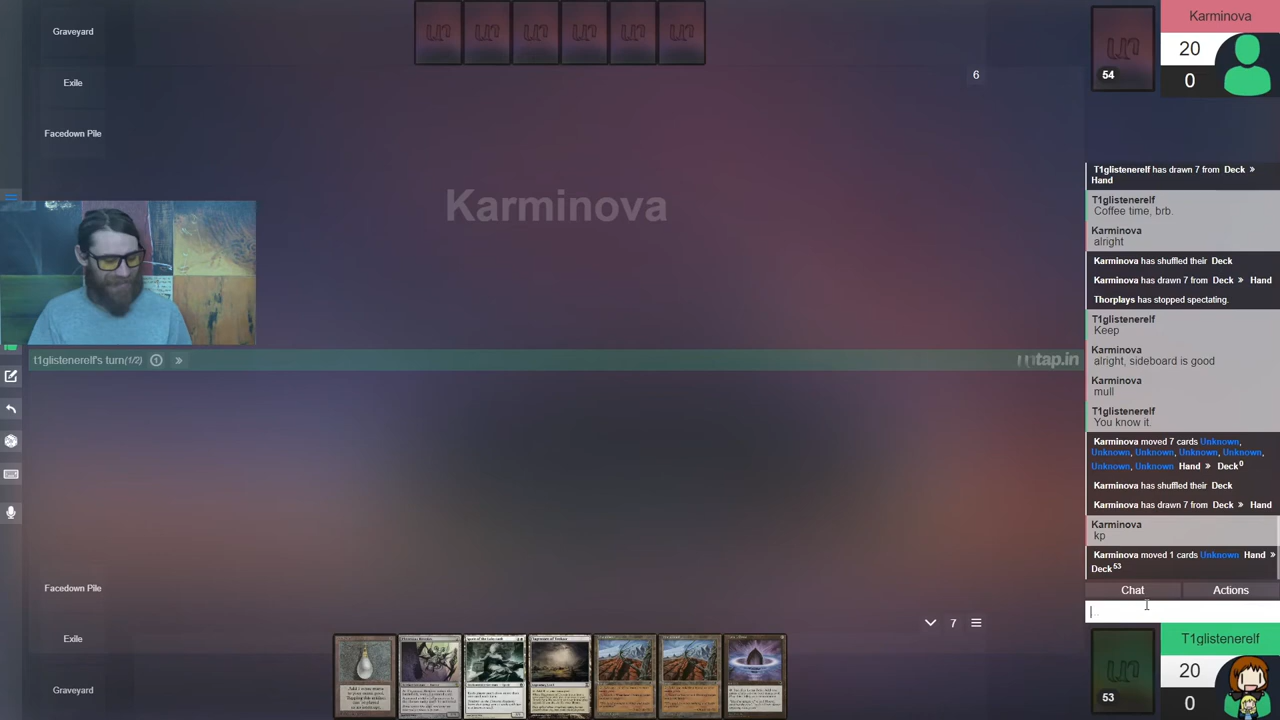 Graveyard
Exile
Facedown Pile
6
54
Karminova
20
0
Karminova
T1glistenerelf has drawn 7 from Deck »
Hand
T1glistenerelf
Coffee time, brb.
Karminova
alright
Karminova has shuffled their Deck
Karminova has drawn 7 from Deck » Hand
Thorplays has stopped spectating.
T1glistenerelf
Keep
Karminova
alright, sideboard is good
Karminova
mull
T1glistenerelf
You know it.
Karminova moved 7 cards Unknown,
Unknown, Unknown, Unknown, Unknown,
Unknown, Unknown Hand » Deck0
Karminova has shuffled their Deck
Karminova has drawn 7 from Deck » Hand
Karminova
kp
Karminova moved 1 cards Unknown Hand »
Deck53
Chat
Actions
t1glistenerelf's turn(1/2) 1 »
untap.in
Facedown Pile
Exile
Graveyard
7
53
T1glistenerelf
20
0